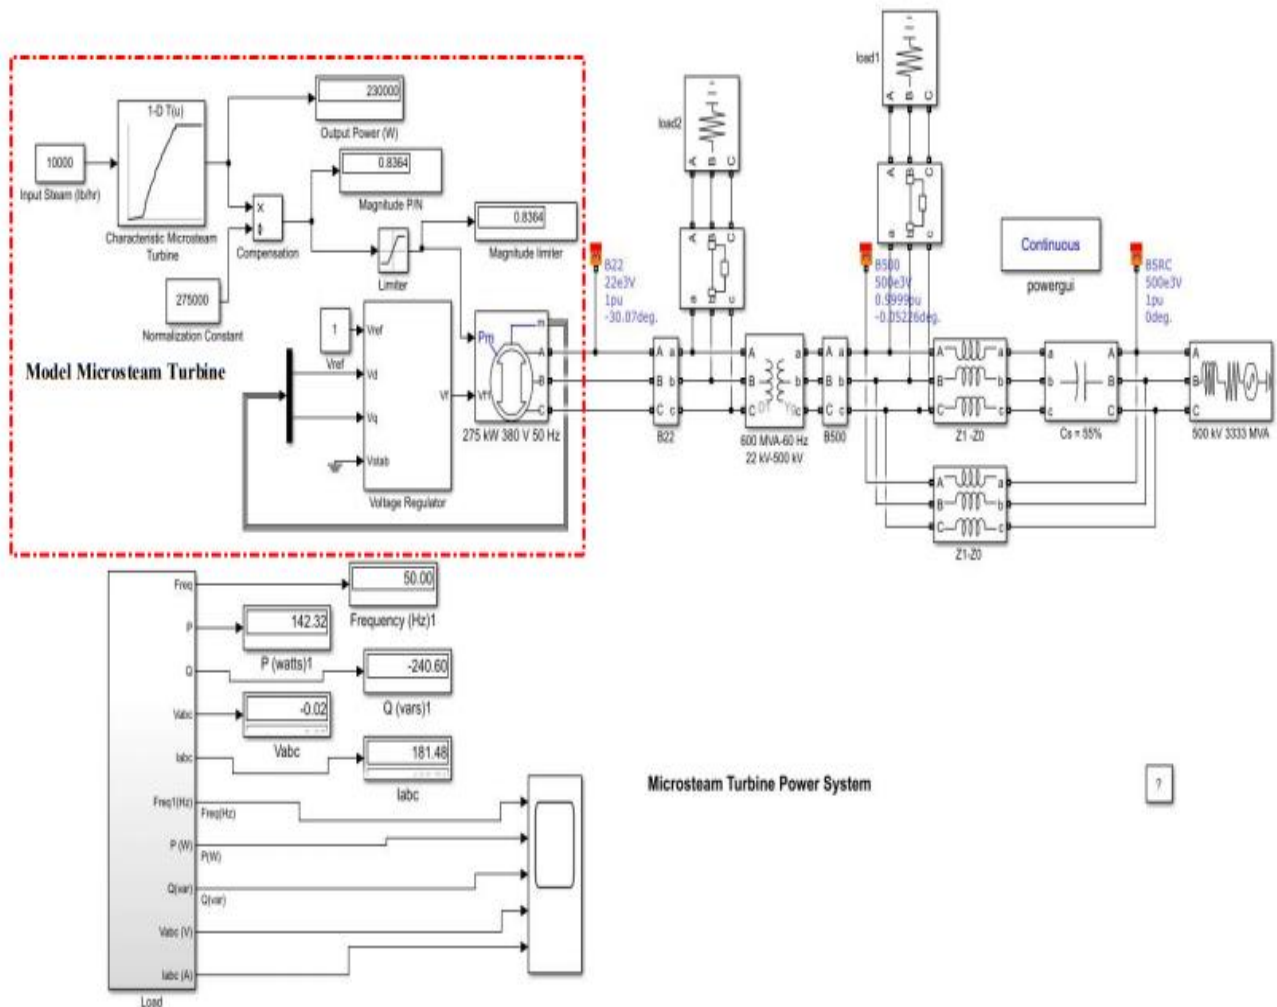 1-D T(u)
10000
Input Steam (lb/hr)
Characteristic Microsteam
Turbine
230000
Output Power (W)
×
÷
Compensation
0.8364
Magnitude P/N
Limiter
0.8364
Magnitude limiter
275000
Normalization Constant
Model Microsteam Turbine
1
Vref
Vref
Vd
Vq
Vstab
Vf
Voltage Regulator
Pm
m
A
B
C
275 kW 380 V 50 Hz
B22
22e3V
1pu
-30.07deg.
load2
A B C
A B C
a b c
A a
B b
C c
B22
A a
B b
C c
D1 Yg
600 MVA-60 Hz
22 kV-500 kV
load1
A B C
A B C
a b c
B500
500e3V
0.9999pu
-0.05226deg.
A a
B b
C c
B500
Continuous
powergui
A a
B b
C c
Z1 -Z0
a A
b B
c C
Cs = 55%
BSRC
500e3V
1pu
0deg.
A
B
C
500 kV 3333 MVA
A a
B b
C c
Z1-Z0
Freq
P
Q
Vabc
Iabc
Freq1(Hz)
P (W)
Q(var)
Vabc (V)
Iabc (A)
Load
50.00
Frequency (Hz)1
142.32
P (watts)1
-240.60
Q (vars)1
-0.02
Vabc
181.48
Iabc
Freq(Hz)
P(W)
Q(var)
Microsteam Turbine Power System
?